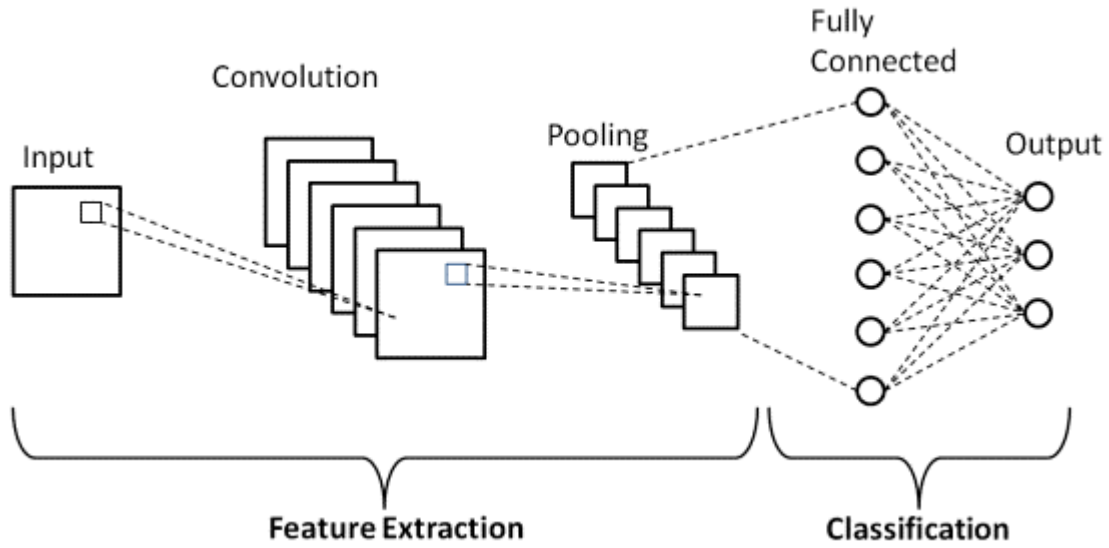 Input
Convolution
Pooling
Fully
Connected
Output
Feature Extraction
Classification